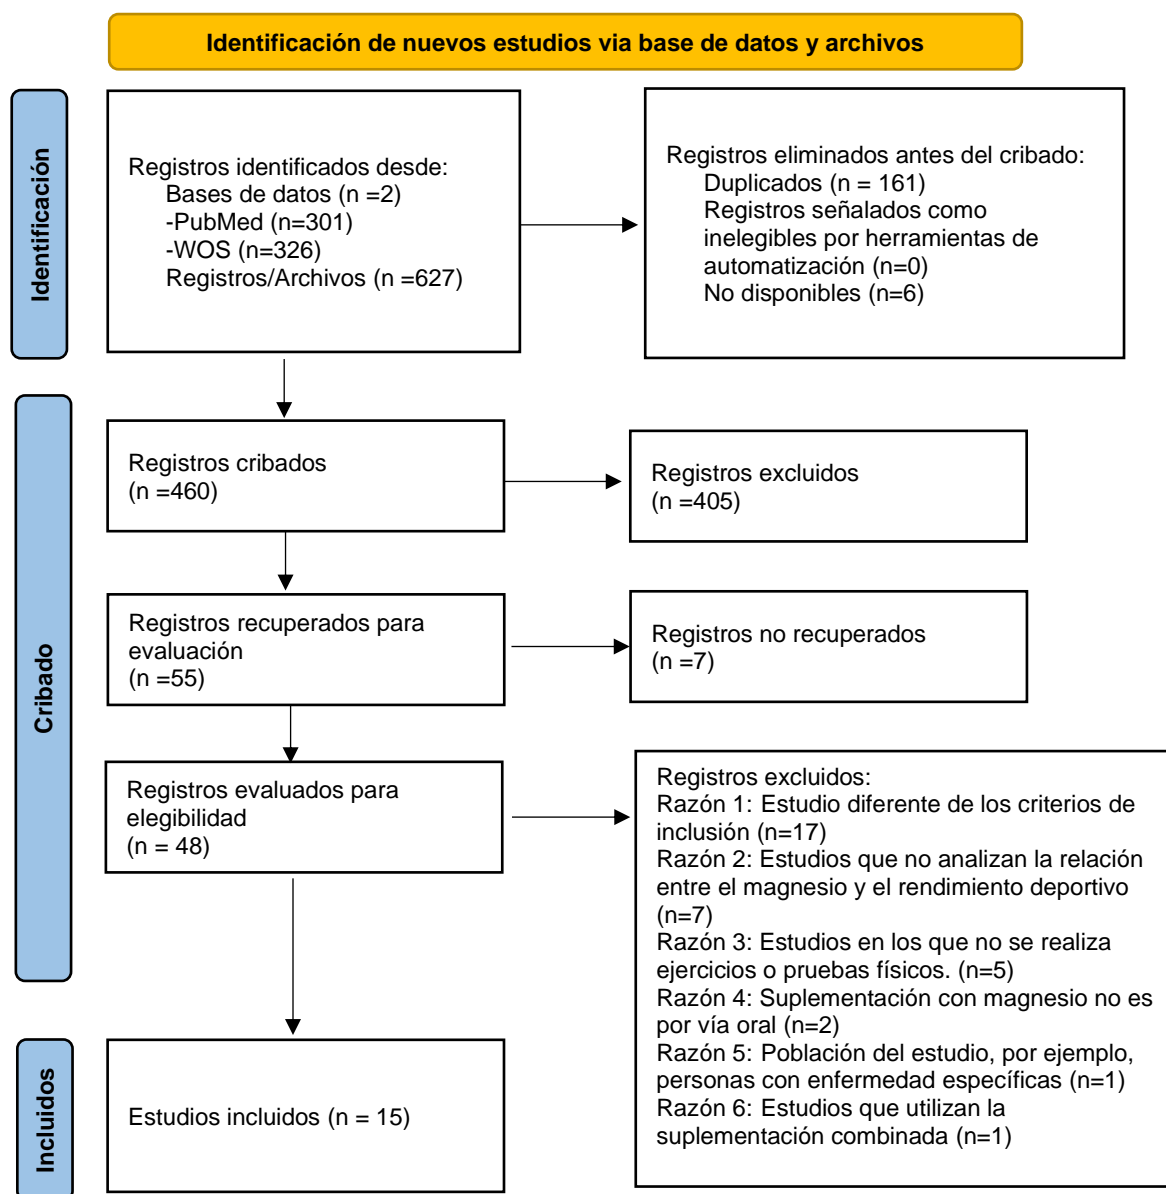 Identificación de nuevos estudios via base de datos y archivos
Identificación
Registros identificados desde:
Bases de datos (n =2)
-PubMed (n=301)
-WOS (n=326)
Registros/Archivos (n =627)
Registros eliminados antes del cribado:
Duplicados (n = 161)
Registros señalados como
inelegibles por herramientas de
automatización (n=0)
No disponibles (n=6)
Cribado
Registros cribados
(n =460)
Registros excluidos
(n =405)
Registros recuperados para
evaluación
(n =55)
Registros no recuperados
(n =7)
Registros evaluados para
elegibilidad
(n = 48)
Registros excluidos:
Razón 1: Estudio diferente de los criterios de
inclusión (n=17)
Razón 2: Estudios que no analizan la relación
entre el magnesio y el rendimiento deportivo
(n=7)
Razón 3: Estudios en los que no se realiza
ejercicios o pruebas físicos. (n=5)
Razón 4: Suplementación con magnesio no es
por vía oral (n=2)
Razón 5: Población del estudio, por ejemplo,
personas con enfermedad específicas (n=1)
Razón 6: Estudios que utilizan la
suplementación combinada (n=1)
Incluidos
Estudios incluidos (n = 15)